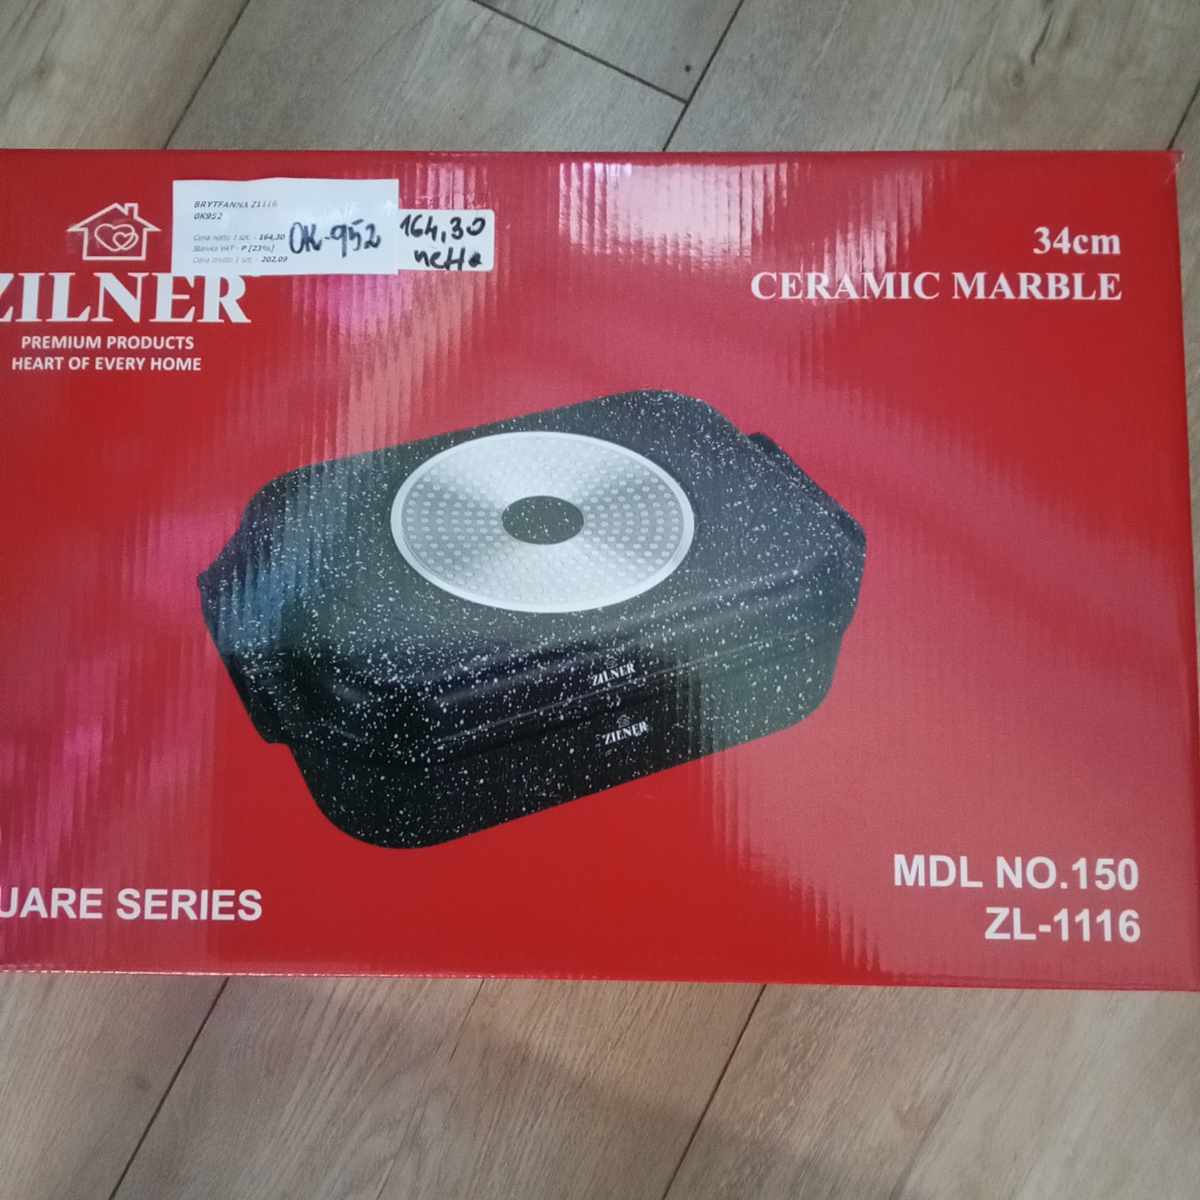 BRYTFANNA Z1116
OK952
Cena netto 1 szt. - 164,30
Stawka VAT - P [23%]
Cena brutto 1 szt. - 202,09
OK-952
164,30
netto
ZILNER
PREMIUM PRODUCTS
HEART OF EVERY HOME
34cm
CERAMIC MARBLE
ZILNER
ZILNER
UARE SERIES
MDL NO.150
ZL-1116